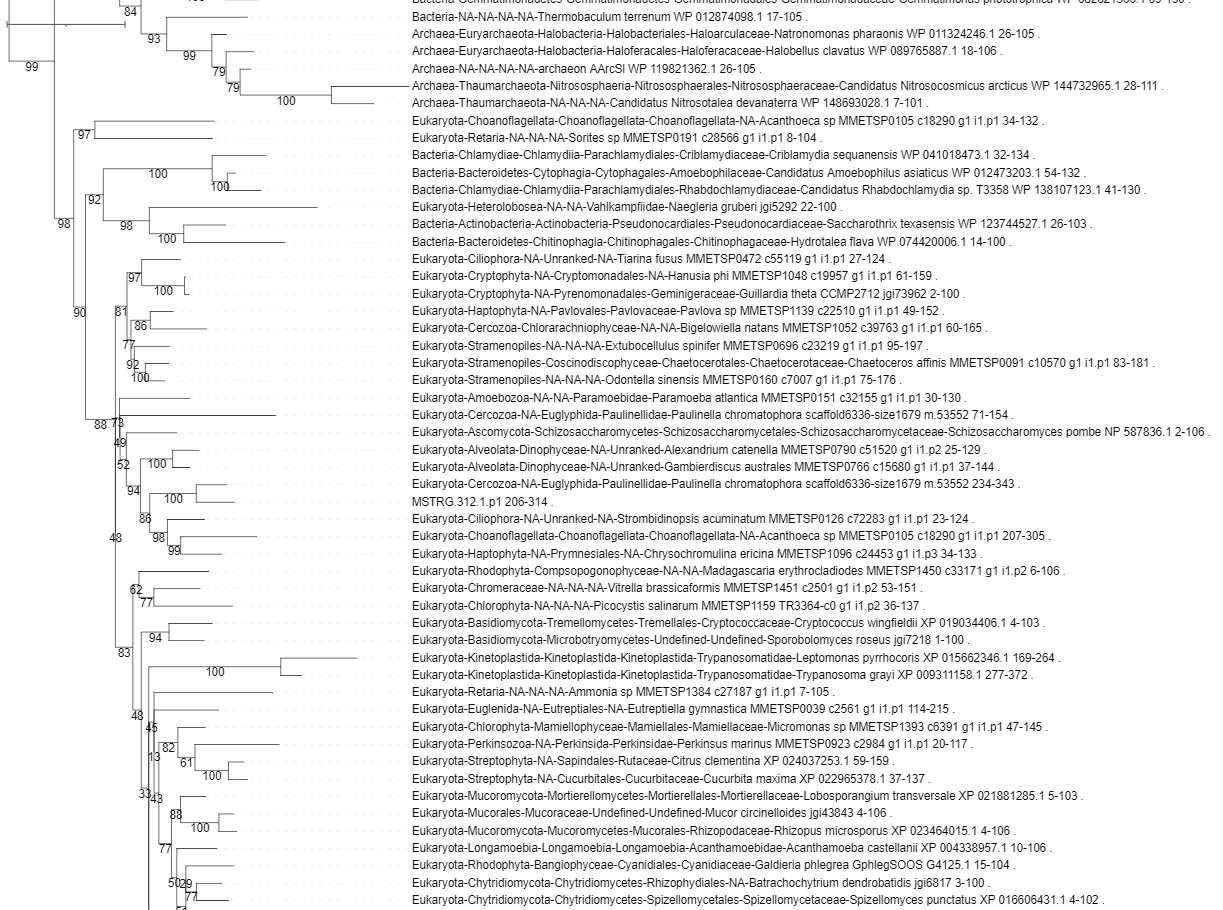 84
Bacteria-NA-NA-NA-NA-Thermobaculum terrenum WP 012874098.1 17-105 .
93
Archaea-Euryarchaeota-Halobacteria-Halobacteriales-Haloarculaceae-Natronomonas pharaonis WP 011324246.1 26-105 .
99
Archaea-Euryarchaeota-Halobacteria-Haloferacales-Haloferacaceae-Halobellus clavatus WP 089765887.1 18-106 .
99
79
Archaea-NA-NA-NA-NA-archaeon AArcSl WP 119821362.1 26-105 .
79
Archaea-Thaumarchaeota-Nitrososphaeria-Nitrososphaerales-Nitrososphaeraceae-Candidatus Nitrosocosmicus arcticus WP 144732965.1 28-111 .
100
Archaea-Thaumarchaeota-NA-NA-NA-Candidatus Nitrosotalea devanaterra WP 148693028.1 7-101 .
Eukaryota-Choanoflagellata-Choanoflagellata-Choanoflagellata-NA-Acanthoeca sp MMETSP0105 c18290 g1 i1.p1 34-132 .
97
Eukaryota-Retaria-NA-NA-NA-Sorites sp MMETSP0191 c28566 g1 i1.p1 8-104 .
Bacteria-Chlamydiae-Chlamydiia-Parachlamydiales-Criblamydiaceae-Criblamydia sequanensis WP 041018473.1 32-134 .
100
Bacteria-Bacteroidetes-Cytophagia-Cytophagales-Amoebophilaceae-Candidatus Amoebophilus asiaticus WP 012473203.1 54-132 .
100
Bacteria-Chlamydiae-Chlamydiia-Parachlamydiales-Rhabdochlamydiaceae-Candidatus Rhabdochlamydia sp. T3358 WP 138107123.1 41-130 .
92
Eukaryota-Heterolobosea-NA-NA-Vahlkampfiidae-Naegleria gruberi jgi5292 22-100 .
98
98
Bacteria-Actinobacteria-Actinobacteria-Pseudonocardiales-Pseudonocardiaceae-Saccharothrix texasensis WP 123744527.1 26-103 .
100
Bacteria-Bacteroidetes-Chitinophagia-Chitinophagales-Chitinophagaceae-Hydrotalea flava WP 074420006.1 14-100 .
Eukaryota-Ciliophora-NA-Unranked-NA-Tiarina fusus MMETSP0472 c55119 g1 i1.p1 27-124 .
97
Eukaryota-Cryptophyta-NA-Cryptomonadales-NA-Hanusia phi MMETSP1048 c19957 g1 i1.p1 61-159 .
100
Eukaryota-Cryptophyta-NA-Pyrenomonadales-Geminigeraceae-Guillardia theta CCMP2712 jgi73962 2-100 .
90
81
Eukaryota-Haptophyta-NA-Pavlovales-Pavlovaceae-Pavlova sp MMETSP1139 c22510 g1 i1.p1 49-152 .
86
Eukaryota-Cercozoa-Chlorarachniophyceae-NA-NA-Bigelowiella natans MMETSP1052 c39763 g1 i1.p1 60-165 .
77
Eukaryota-Stramenopiles-NA-NA-NA-Extubocellulus spinifer MMETSP0696 c23219 g1 i1.p1 95-197 .
92
Eukaryota-Stramenopiles-Coscinodiscophyceae-Chaetocerotales-Chaetocerotaceae-Chaetoceros affinis MMETSP0091 c10570 g1 i1.p1 83-181 .
100
Eukaryota-Stramenopiles-NA-NA-NA-Odontella sinensis MMETSP0160 c7007 g1 i1.p1 75-176 .
Eukaryota-Amoebozoa-NA-NA-Paramoebidae-Paramoeba atlantica MMETSP0151 c32155 g1 i1.p1 30-130 .
Eukaryota-Cercozoa-NA-Euglyphida-Paulinellidae-Paulinella chromatophora scaffold6336-size1679 m.53552 71-154 .
88
73
Eukaryota-Ascomycota-Schizosaccharomycetes-Schizosaccharomycetales-Schizosaccharomycetaceae-Schizosaccharomyces pombe NP 587836.1 2-106 .
49
Eukaryota-Alveolata-Dinophyceae-NA-Unranked-Alexandrium catenella MMETSP0790 c51520 g1 i1.p2 25-129 .
52
100
Eukaryota-Alveolata-Dinophyceae-NA-Unranked-Gambierdiscus australes MMETSP0766 c15680 g1 i1.p1 37-144 .
Eukaryota-Cercozoa-NA-Euglyphida-Paulinellidae-Paulinella chromatophora scaffold6336-size1679 m.53552 234-343 .
94
100
MSTRG.312.1.p1 206-314 .
86
Eukaryota-Ciliophora-NA-Unranked-NA-Strombidinopsis acuminatum MMETSP0126 c72283 g1 i1.p1 23-124 .
48
98
Eukaryota-Choanoflagellata-Choanoflagellata-Choanoflagellata-NA-Acanthoeca sp MMETSP0105 c18290 g1 i1.p1 207-305 .
99
Eukaryota-Haptophyta-NA-Prymnesiales-NA-Chrysochromulina ericina MMETSP1096 c24453 g1 i1.p3 34-133 .
Eukaryota-Rhodophyta-Compsopogonophyceae-NA-NA-Madagascaria erythrocladiodes MMETSP1450 c33171 g1 i1.p2 6-106 .
62
Eukaryota-Chromeraceae-NA-NA-NA-Vitrella brassicaformis MMETSP1451 c2501 g1 i1.p2 53-151 .
77
Eukaryota-Chlorophyta-NA-NA-NA-Picocystis salinarum MMETSP1159 TR3364-c0 g1 i1.p2 36-137 .
Eukaryota-Basidiomycota-Tremellomycetes-Tremellales-Cryptococcaceae-Cryptococcus wingfieldii XP 019034406.1 4-103 .
94
Eukaryota-Basidiomycota-Microbotryomycetes-Undefined-Undefined-Sporobolomyces roseus jgi7218 1-100 .
83
Eukaryota-Kinetoplastida-Kinetoplastida-Kinetoplastida-Trypanosomatidae-Leptomonas pyrrhocoris XP 015662346.1 169-264 .
100
Eukaryota-Kinetoplastida-Kinetoplastida-Kinetoplastida-Trypanosomatidae-Trypanosoma grayi XP 009311158.1 277-372 .
Eukaryota-Retaria-NA-NA-NA-Ammonia sp MMETSP1384 c27187 g1 i1.p1 7-105 .
Eukaryota-Euglenida-NA-Eutreptiales-NA-Eutreptiella gymnastica MMETSP0039 c2561 g1 i1.p1 114-215 .
48
45
Eukaryota-Chlorophyta-Mamiellophyceae-Mamiellales-Mamiellaceae-Micromonas sp MMETSP1393 c6391 g1 i1.p1 47-145 .
82
Eukaryota-Perkinsozoa-NA-Perkinsida-Perkinsidae-Perkinsus marinus MMETSP0923 c2984 g1 i1.p1 20-117 .
13
61
Eukaryota-Streptophyta-NA-Sapindales-Rutaceae-Citrus clementina XP 024037253.1 59-159 .
100
Eukaryota-Streptophyta-NA-Cucurbitales-Cucurbitaceae-Cucurbita maxima XP 022965378.1 37-137 .
33
43
Eukaryota-Mucoromycota-Mortierellomycetes-Mortierellales-Mortierellaceae-Lobosporangium transversale XP 021881285.1 5-103 .
88
Eukaryota-Mucorales-Mucoraceae-Undefined-Undefined-Mucor circinelloides jgi43843 4-106 .
100
Eukaryota-Mucoromycota-Mucoromycetes-Mucorales-Rhizopodaceae-Rhizopus microsporus XP 023464015.1 4-106 .
77
Eukaryota-Longamoebia-Longamoebia-Longamoebia-Acanthamoebidae-Acanthamoeba castellanii XP 004338957.1 10-106 .
Eukaryota-Rhodophyta-Bangiophyceae-Cyanidiales-Cyanidiaceae-Galdieria phlegrea GphlegSOOS G4125.1 15-104 .
50
29
Eukaryota-Chytridiomycota-Chytridiomycetes-Rhizophydiales-NA-Batrachochytrium dendrobatidis jgi6817 3-100 .
77
Eukaryota-Chytridiomycota-Chytridiomycetes-Spizellomycetales-Spizellomycetaceae-Spizellomyces punctatus XP 016606431.1 4-102 .